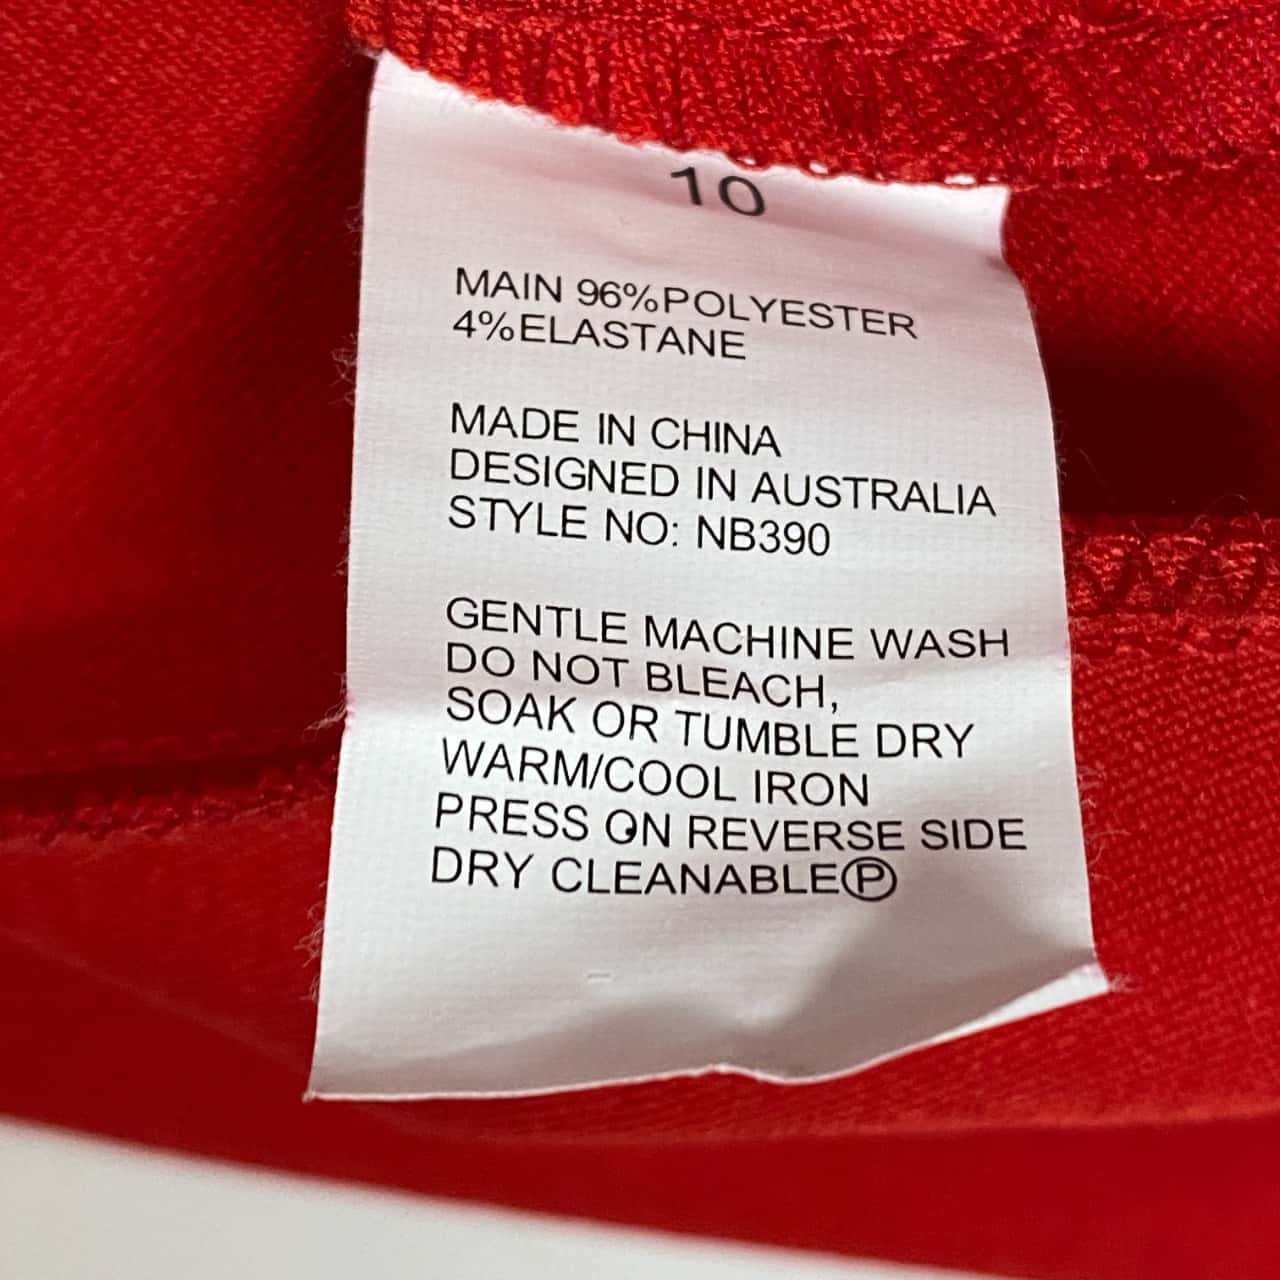 10
MAIN 96%POLYESTER
4%ELASTANE
MADE IN CHINA
DESIGNED IN AUSTRALIA
STYLE NO: NB390
GENTLE MACHINE WASH
DO NOT BLEACH,
SOAK OR TUMBLE DRY
WARM/COOL IRON
PRESS ON REVERSE SIDE
DRY CLEANABLEⓅ